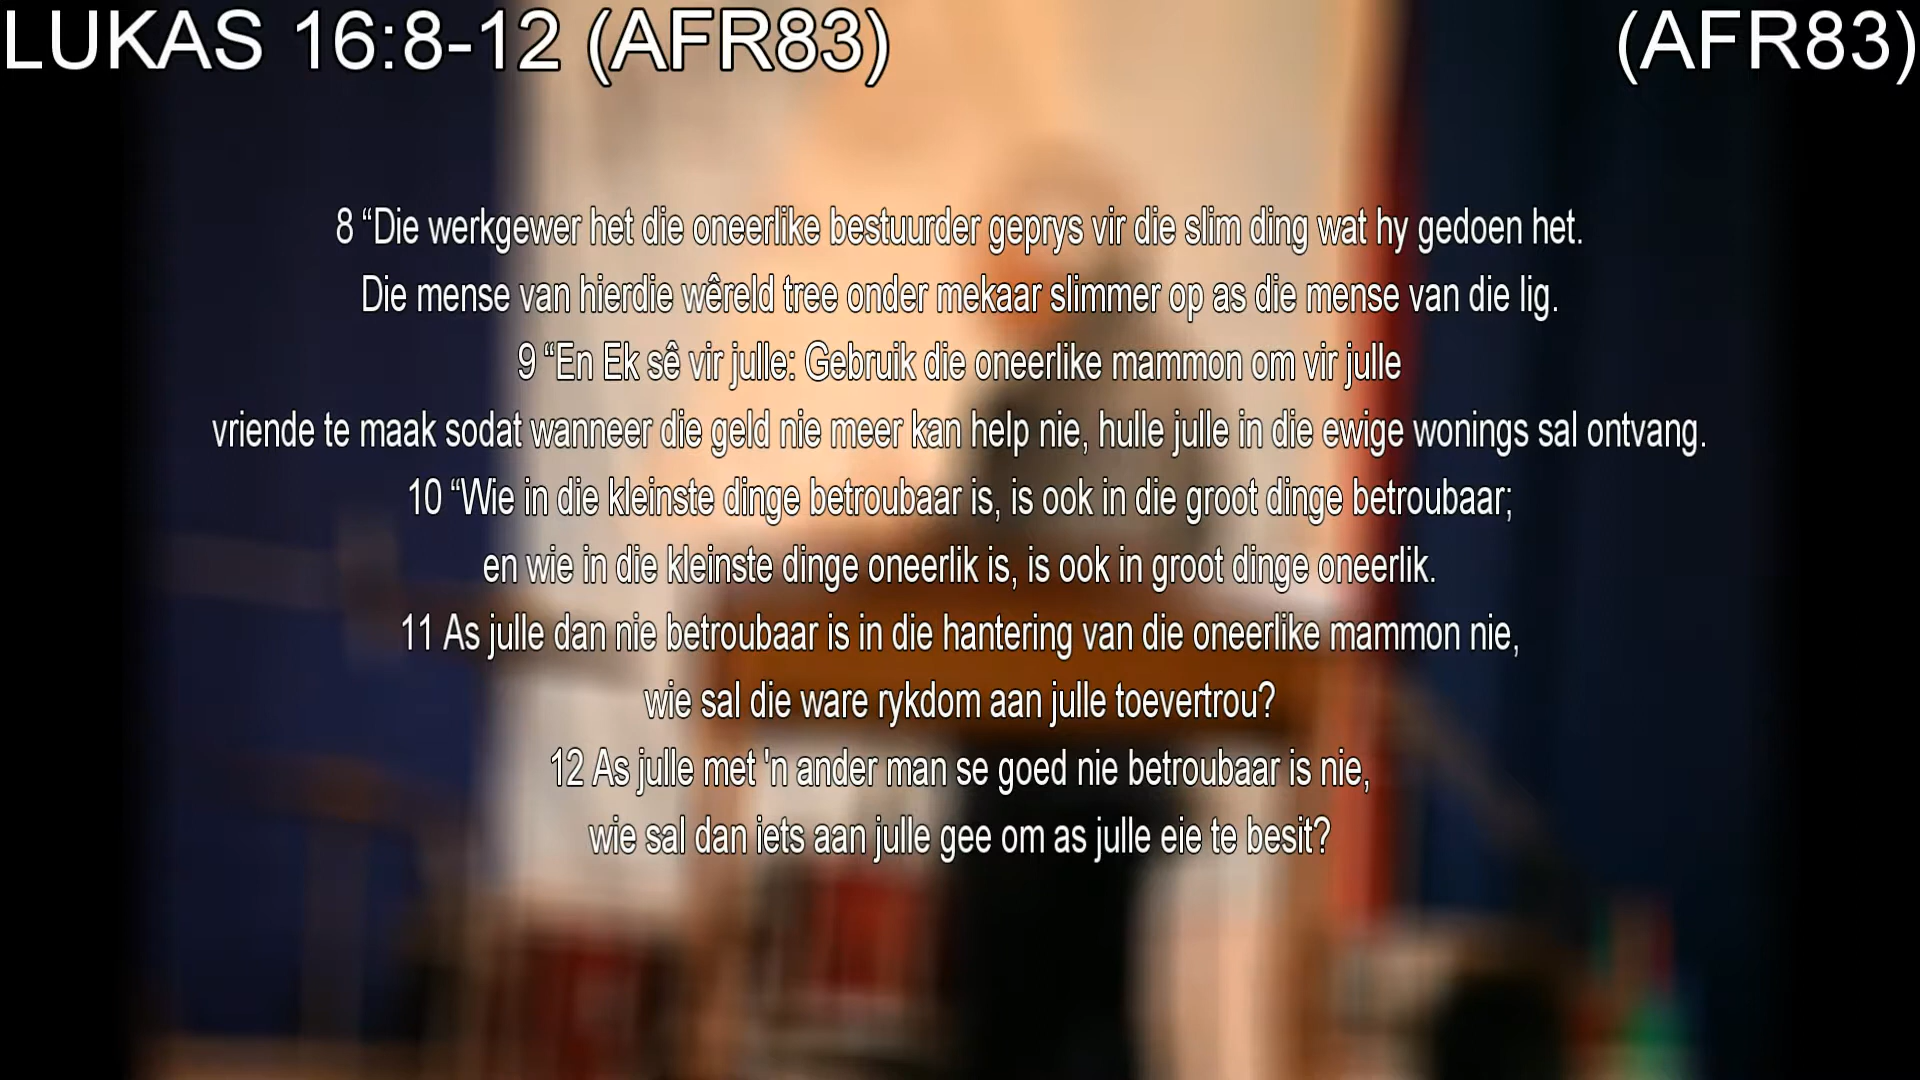 LUKAS 16:8-12 (AFR83)
(AFR83)
8 “Die werkgewer het die oneerlike bestuurder geprys vir die slim ding wat hy gedoen het.
Die mense van hierdie wêreld tree onder mekaar slimmer op as die mense van die lig.
9 “En Ek sê vir julle: Gebruik die oneerlike mammon om vir julle
vriende te maak sodat wanneer die geld nie meer kan help nie, hulle julle in die ewige wonings sal ontvang.
10 “Wie in die kleinste dinge betroubaar is, is ook in die groot dinge betroubaar;
en wie in die kleinste dinge oneerlik is, is ook in groot dinge oneerlik.
11 As julle dan nie betroubaar is in die hantering van die oneerlike mammon nie,
wie sal die ware rykdom aan julle toevertrou?
12 As julle met 'n ander man se goed nie betroubaar is nie,
wie sal dan iets aan julle gee om as julle eie te besit?